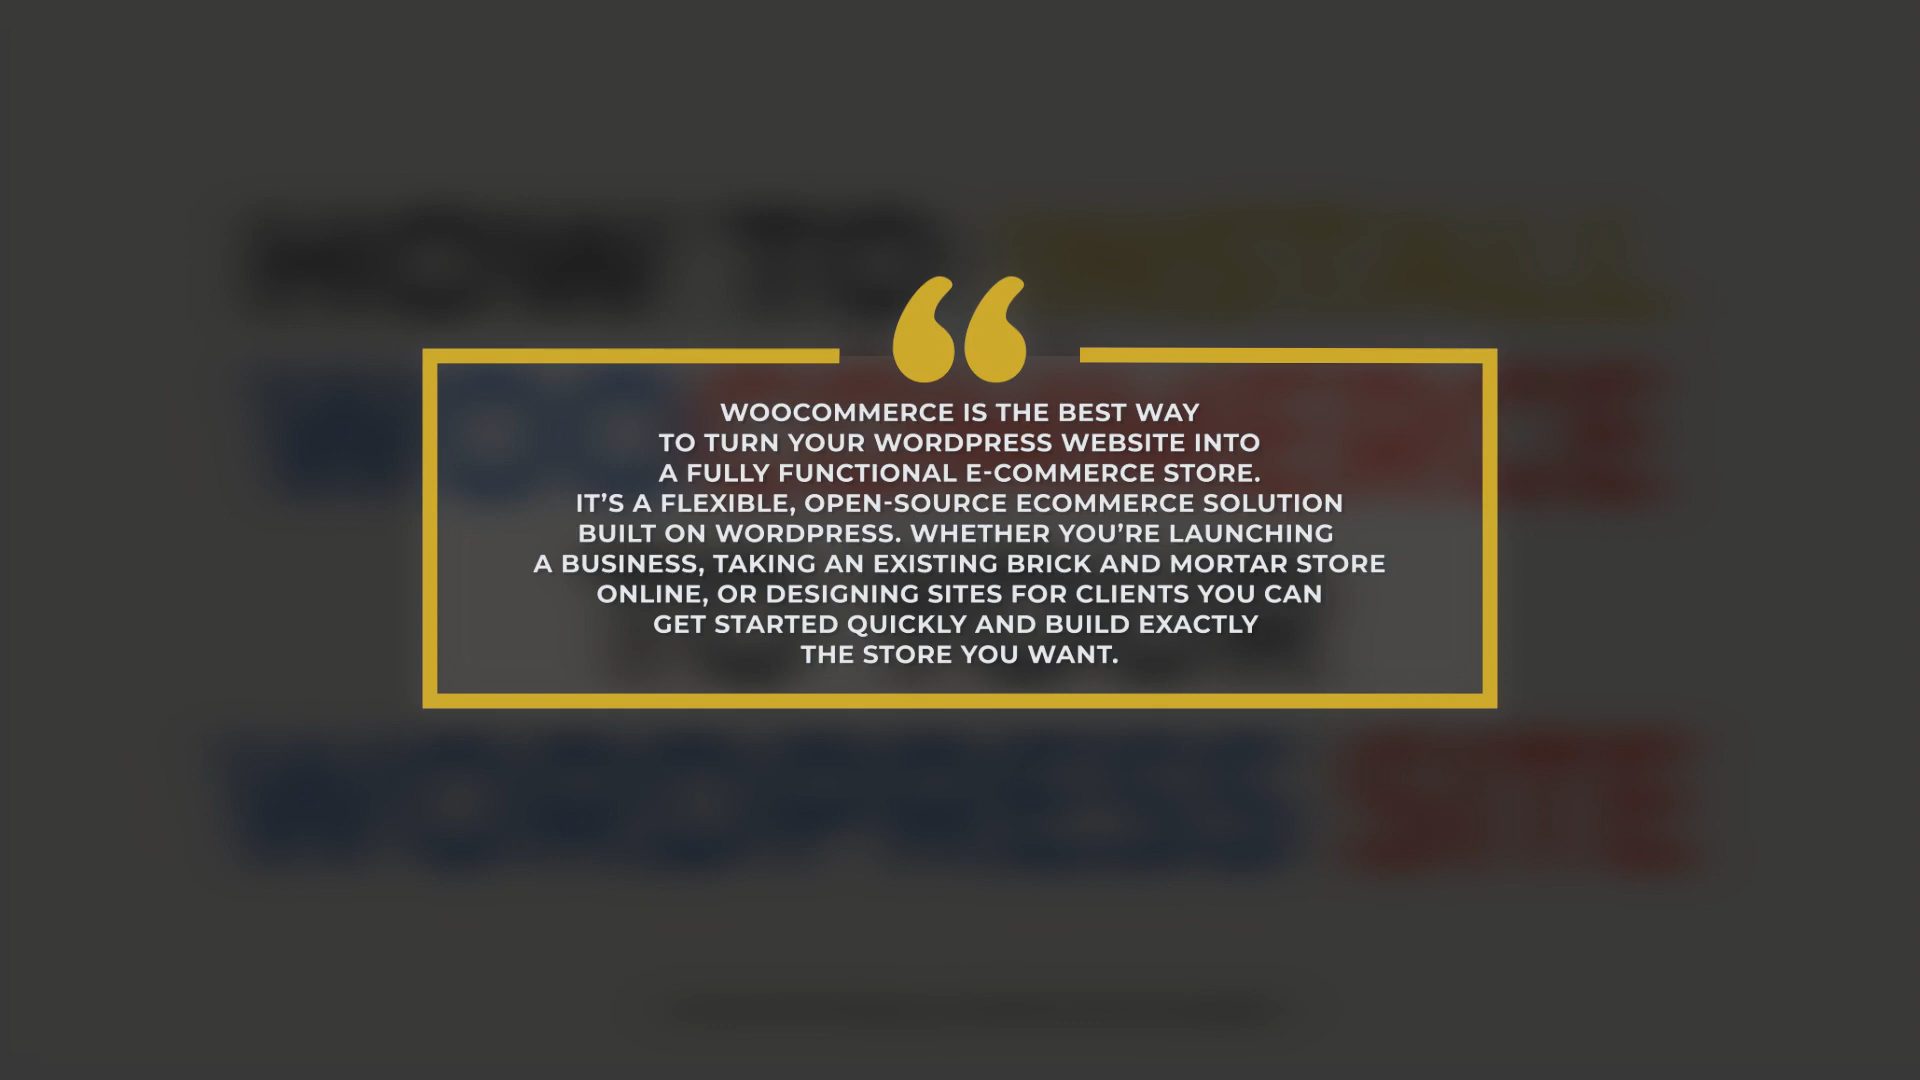 WOOCOMMERCE IS THE BEST WAY
TO TURN YOUR WORDPRESS WEBSITE INTO
A FULLY FUNCTIONAL E-COMMERCE STORE.
IT’S A FLEXIBLE, OPEN-SOURCE ECOMMERCE SOLUTION
BUILT ON WORDPRESS. WHETHER YOU’RE LAUNCHING
A BUSINESS, TAKING AN EXISTING BRICK AND MORTAR STORE
ONLINE, OR DESIGNING SITES FOR CLIENTS YOU CAN
GET STARTED QUICKLY AND BUILD EXACTLY
THE STORE YOU WANT.